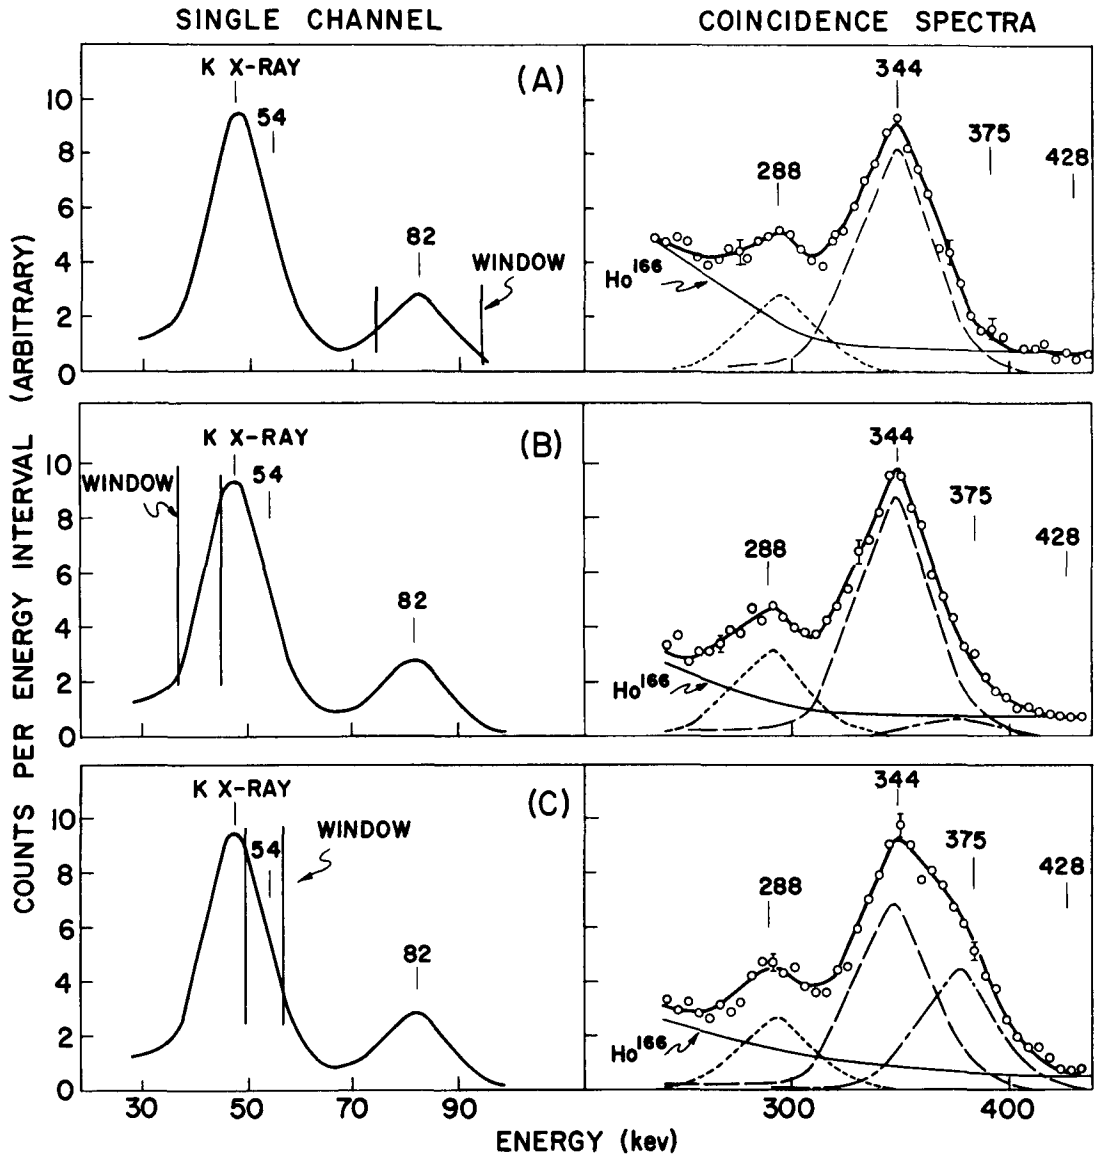 SINGLE CHANNEL COINCIDENCE SPECTRA
COUNTS PER ENERGY INTERVAL (ARBITRARY)
K X-RAY
54
82
WINDOW
(A)
10
8
6
4
2
0
344
375
428
288
Ho166
K X-RAY
54
82
WINDOW
(B)
10
8
6
4
2
0
344
375
428
288
Ho166
K X-RAY
54
82
WINDOW
(C)
10
8
6
4
2
0
344
375
428
288
Ho166
30 50 70 90 300 400
ENERGY (kev)